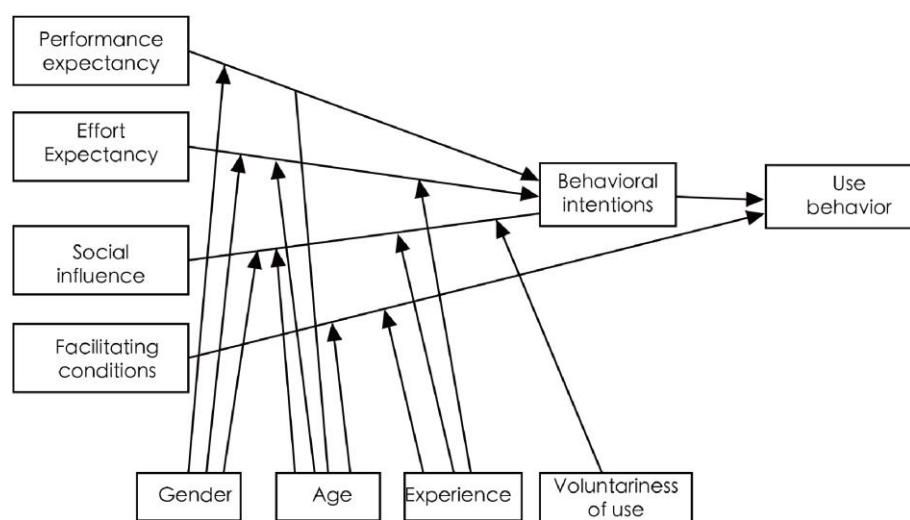 Performance
expectancy
Effort
Expectancy
Behavioral
intentions
Use
behavior
Social
influence
Facilitating
conditions
Gender
Age
Experience
Voluntariness
of use